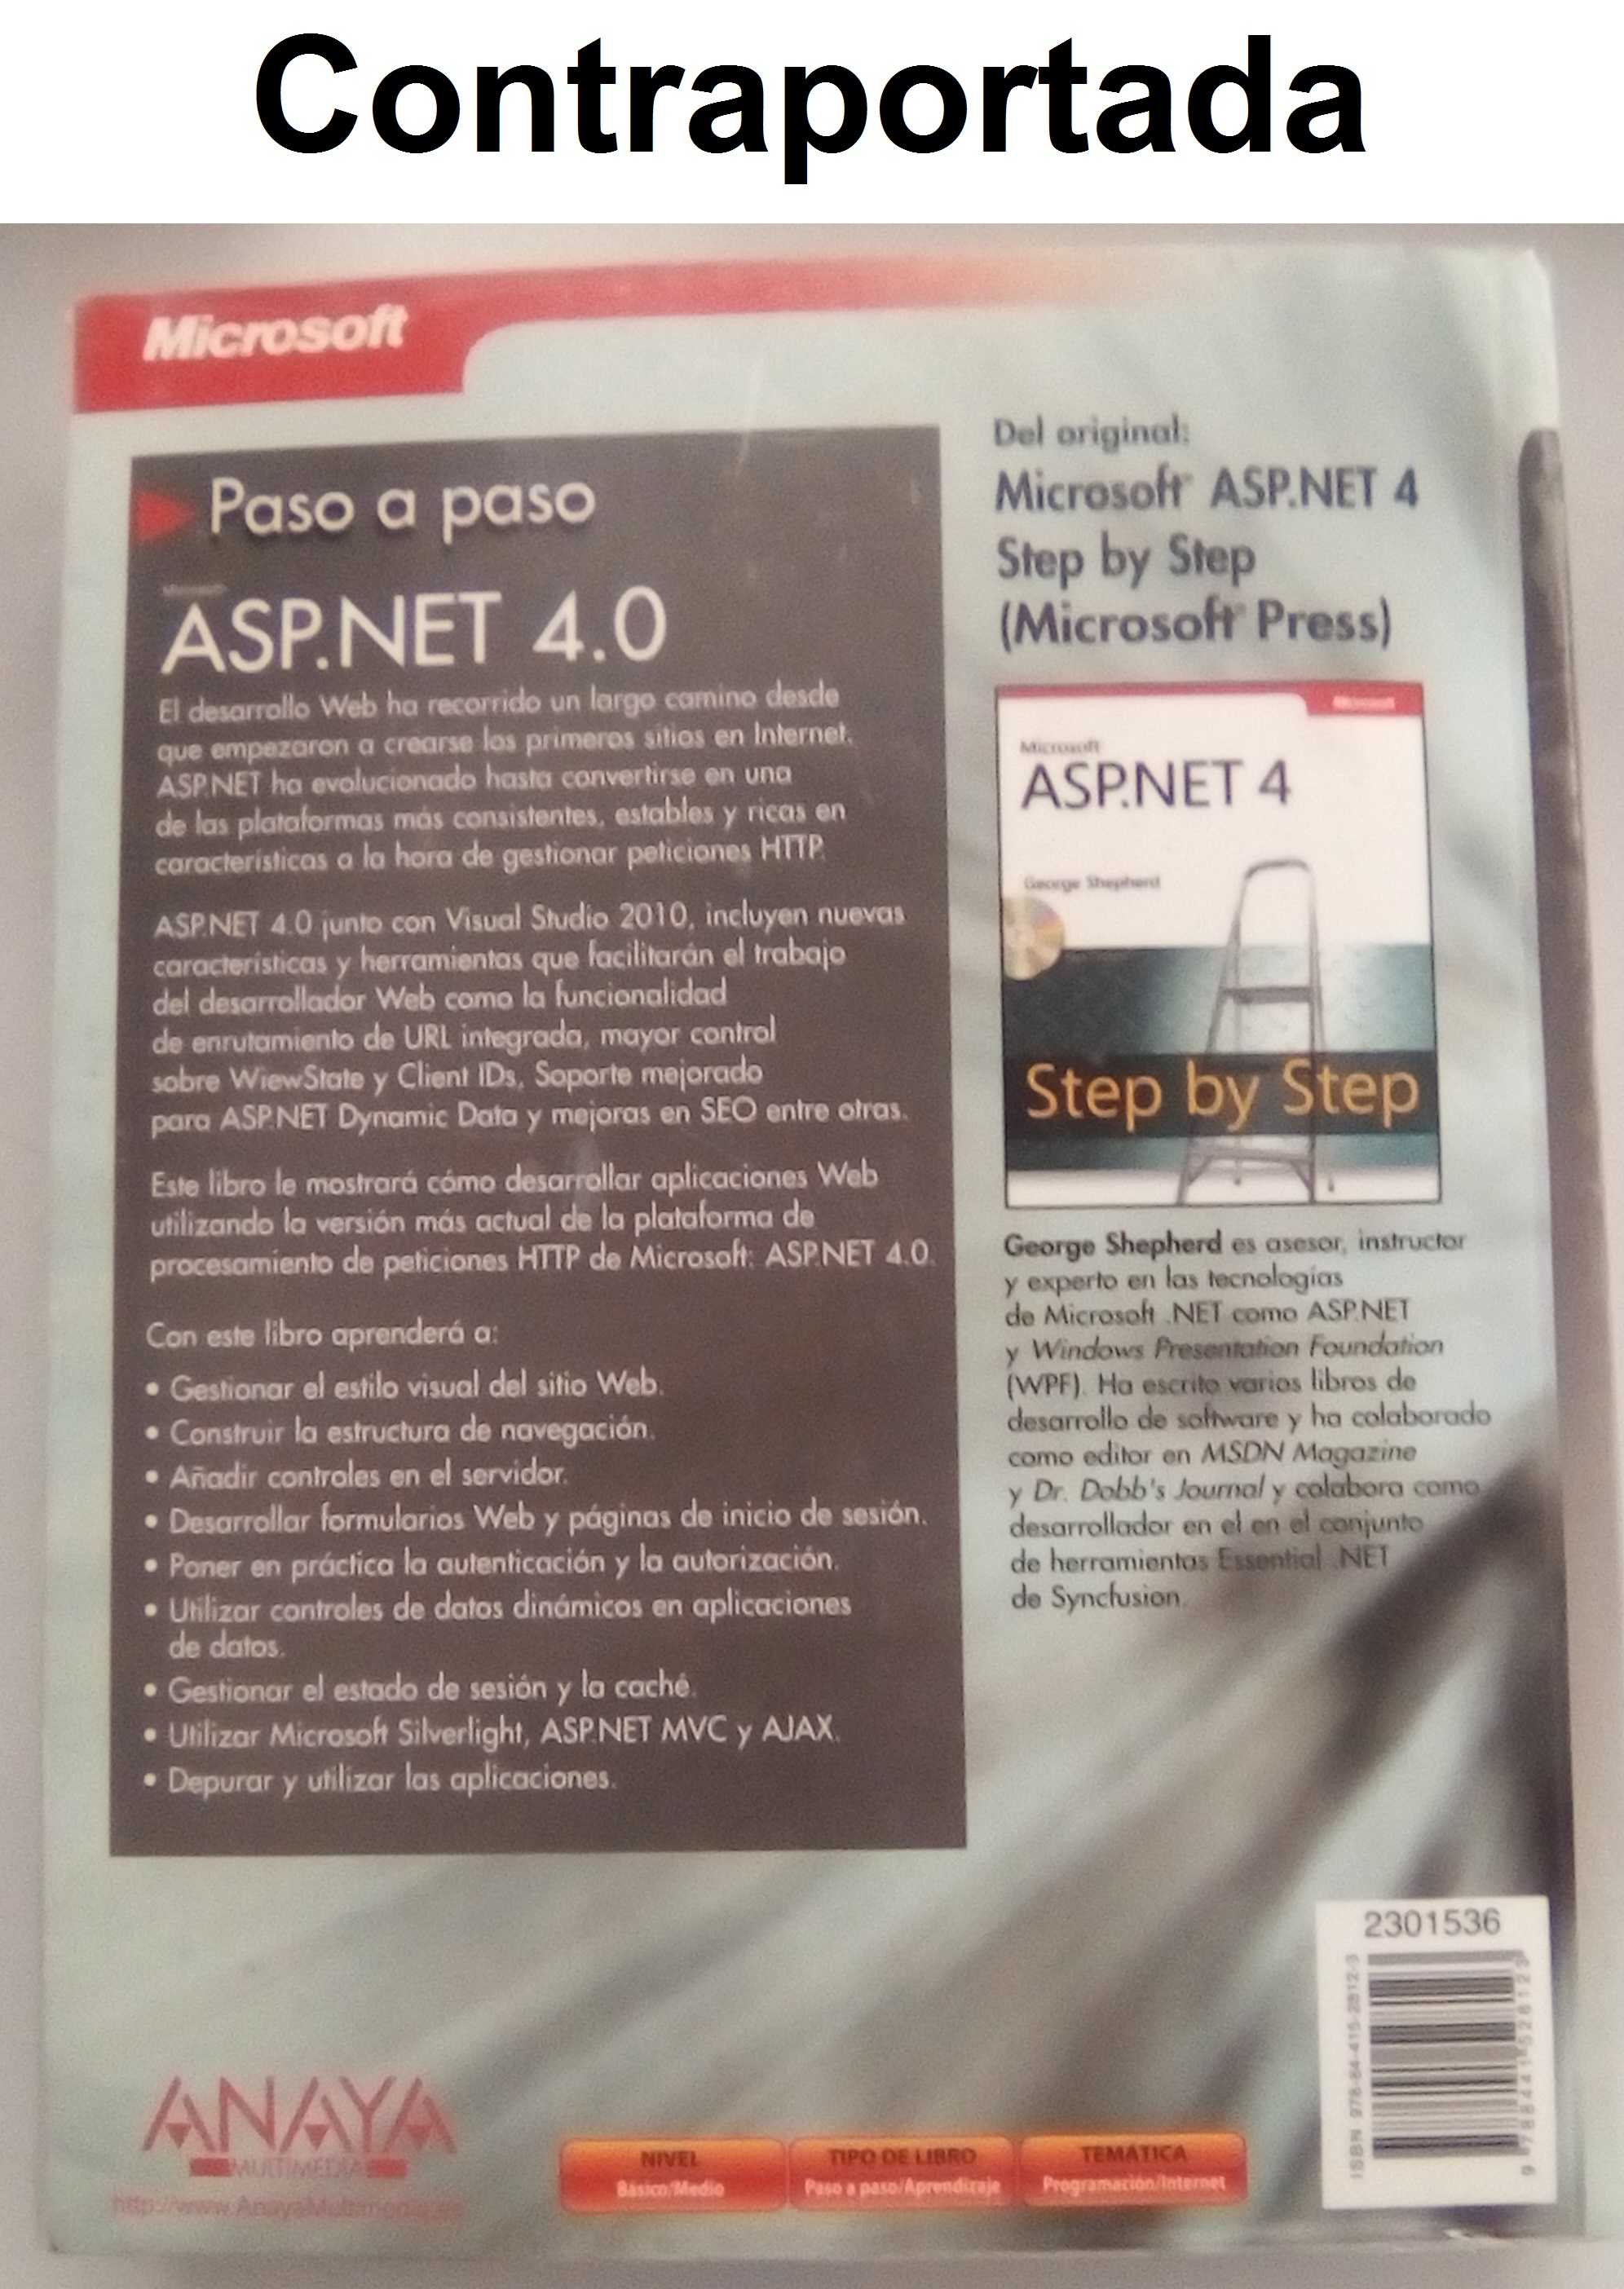 Contraportada
Microsoft
Paso a paso
Microsoft
ASP.NET 4.0
El desarrollo Web ha recorrido un largo camino desde
que empezaron a crearse los primeros sitios en Internet.
ASP.NET ha evolucionado hasta convertirse en una
de las plataformas más consistentes, estables y ricas en
características a la hora de gestionar peticiones HTTP.
ASP.NET 4.0 junto con Visual Studio 2010, incluyen nuevas
características y herramientas que facilitarán el trabajo
del desarrollador Web como la funcionalidad
de enrutamiento de URL integrada, mayor control
sobre WiewState y Client IDs, Soporte mejorado
para ASP.NET Dynamic Data y mejoras en SEO entre otras.
Este libro le mostrará cómo desarrollar aplicaciones Web
utilizando la versión más actual de la plataforma de
procesamiento de peticiones HTTP de Microsoft: ASP.NET 4.0.
Con este libro aprenderá a:
• Gestionar el estilo visual del sitio Web.
• Construir la estructura de navegación.
• Añadir controles en el servidor.
• Desarrollar formularios Web y páginas de inicio de sesión.
• Poner en práctica la autenticación y la autorización.
• Utilizar controles de datos dinámicos en aplicaciones
de datos.
• Gestionar el estado de sesión y la caché.
• Utilizar Microsoft Silverlight, ASP.NET MVC y AJAX.
• Depurar y utilizar las aplicaciones.
Del original:
Microsoft® ASP.NET 4
Step by Step
(Microsoft® Press)
Microsoft
Microsoft
ASP.NET 4
George Shepherd
Step by Step
George Shepherd es asesor, instructor
y experto en las tecnologías
de Microsoft .NET como ASP.NET
y Windows Presentation Foundation
(WPF). Ha escrito varios libros de
desarrollo de software y ha colaborado
como editor en MSDN Magazine
y Dr. Dobb's Journal y colabora como
desarrollador en el en el conjunto
de herramientas Essential .NET
de Syncfusion.
2301536
ISBN 978-84-415-2812-3
9 788441 528123
ANAYA
MULTIMEDIA
http://www.AnayaMultimedia.es
NIVEL
Básico/Medio
TIPO DE LIBRO
Paso a paso/Aprendizaje
TEMÁTICA
Programación/Internet